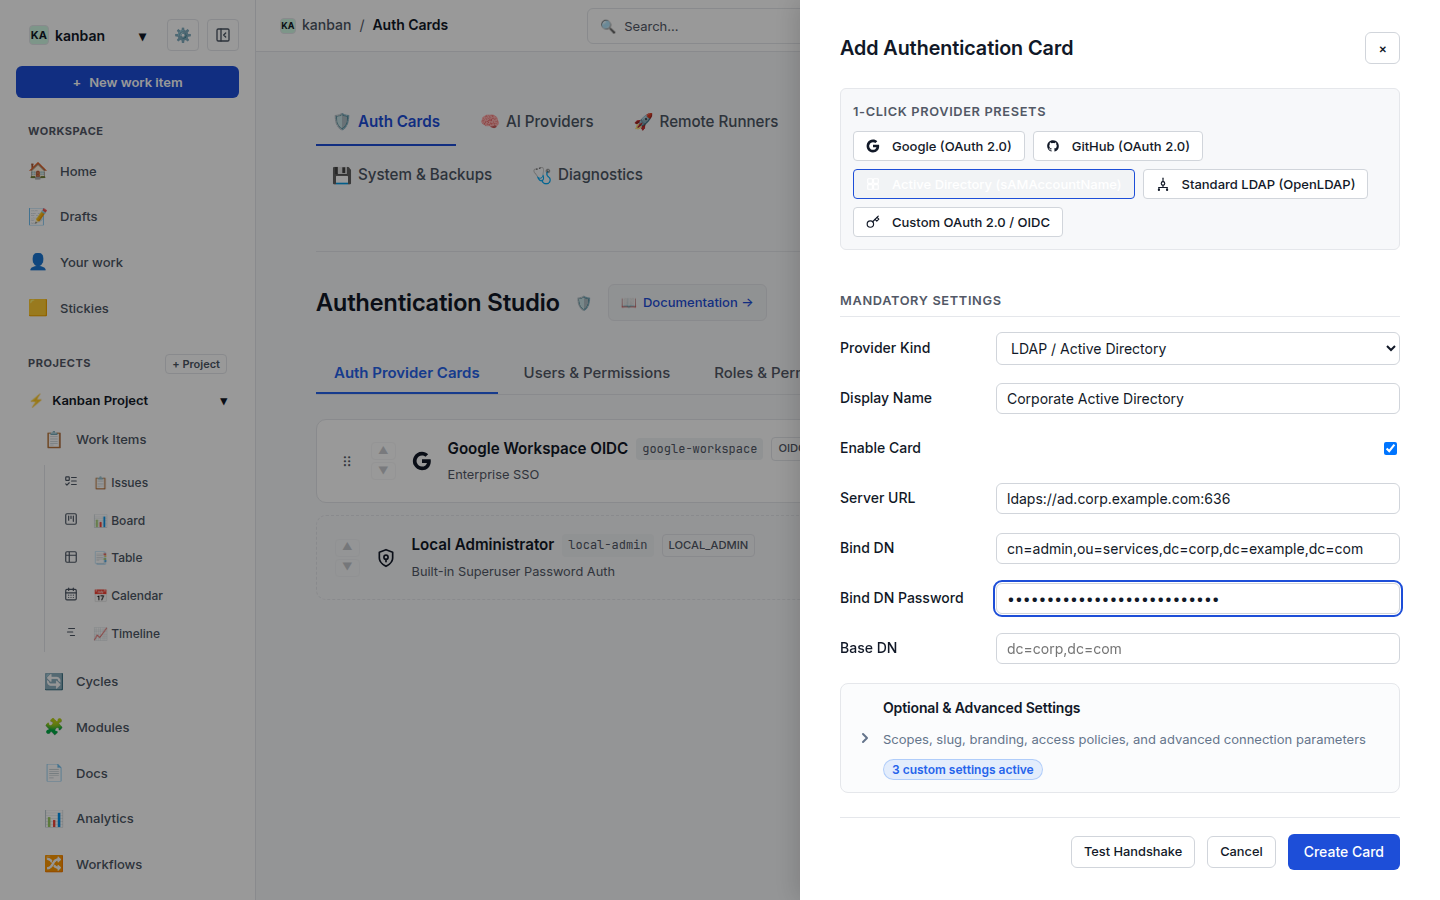 KA kanban ▾
+ New work item
WORKSPACE
Home
Drafts
Your work
Stickies
PROJECTS
+ Project
Kanban Project ▾
Work Items
Issues
Board
Table
Calendar
Timeline
Cycles
Modules
Docs
Analytics
Workflows
KA kanban / Auth Cards
Search...
Auth Cards
AI Providers
Remote Runners
System & Backups
Diagnostics
Authentication Studio
Documentation →
Auth Provider Cards
Users & Permissions
Roles & Perr
Google Workspace OIDC google-workspace OID
Enterprise SSO
Local Administrator local-admin LOCAL_ADMIN
Built-in Superuser Password Auth
Add Authentication Card
×
1-CLICK PROVIDER PRESETS
Google (OAuth 2.0)
GitHub (OAuth 2.0)
Active Directory (sAMAccountName)
Standard LDAP (OpenLDAP)
Custom OAuth 2.0 / OIDC
MANDATORY SETTINGS
Provider Kind LDAP / Active Directory
Display Name Corporate Active Directory
Enable Card
Server URL ldaps://ad.corp.example.com:636
Bind DN cn=admin,ou=services,dc=corp,dc=example,dc=com
Bind DN Password •••••••••••••••••••••••••••
Base DN dc=corp,dc=com
Optional & Advanced Settings
Scopes, slug, branding, access policies, and advanced connection parameters
3 custom settings active
Test Handshake
Cancel
Create Card